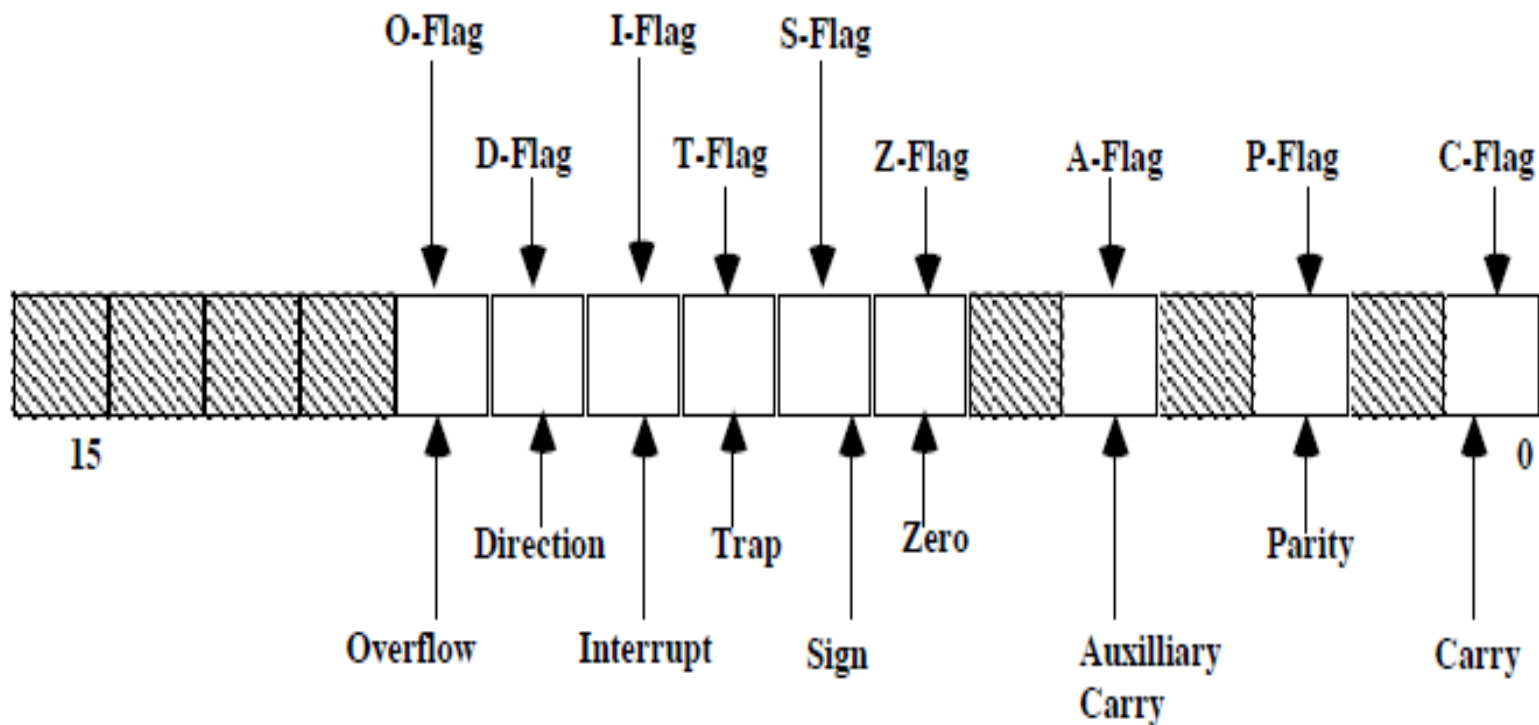 O-Flag
I-Flag
S-Flag
D-Flag
T-Flag
Z-Flag
A-Flag
P-Flag
C-Flag
15
0
Direction
Trap
Zero
Parity
Overflow
Interrupt
Sign
Auxilliary
Carry
Carry